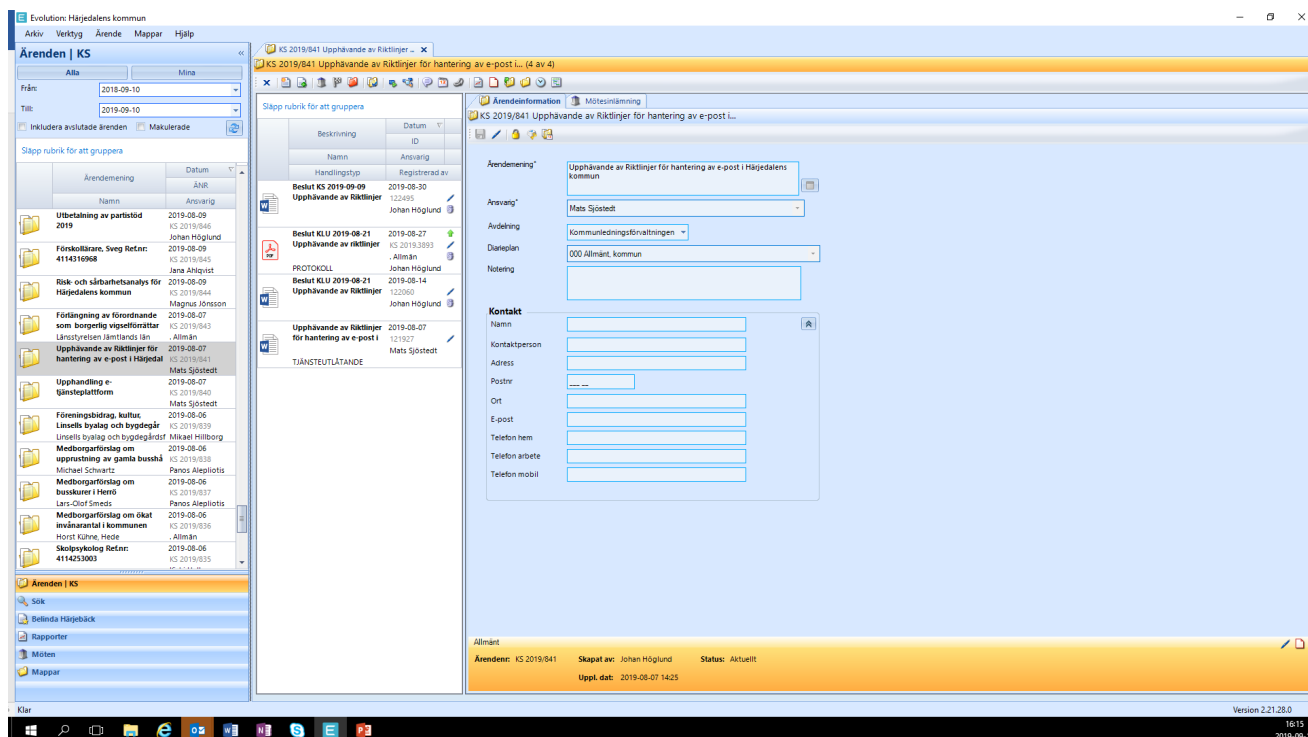 Evolution: Härjedalens kommun
Arkiv Verktyg Ärende Mappar Hjälp
Ärenden | KS «
Alla Mina
Från: 2018-09-10
Till: 2019-09-10
Inkludera avslutade ärenden Makulerade
Släpp rubrik för att gruppera
Ärendemening Datum
ÄNR
Namn Ansvarig
Utbetalning av partistöd 2019-08-09
2019 KS 2019/846
Johan Höglund
Förskollärare, Sveg Ref.nr: 2019-08-09
4114316968 KS 2019/845
Jana Ahlqvist
Risk- och sårbarhetsanalys för 2019-08-09
Härjedalens kommun KS 2019/844
Magnus Jönsson
Förlängning av förordnande 2019-08-07
som borgerlig vigselförrättar KS 2019/843
Länsstyrelsen Jämtlands län . Allmän
Upphävande av Riktlinjer för 2019-08-07
hantering av e-post i Härjedal KS 2019/841
Mats Sjöstedt
Upphandling e- 2019-08-07
tjänsteplattform KS 2019/840
Mats Sjöstedt
Föreningsbidrag, kultur, 2019-08-06
Linsells byalag och bygdegår KS 2019/839
Linsells byalag och bygdegårdsf Mikael Hillborg
Medborgarförslag om 2019-08-06
upprustning av gamla busshå KS 2019/838
Michael Schwartz Panos Alepliotis
Medborgarförslag om 2019-08-06
busskurer i Herrö KS 2019/837
Lars-Olof Smeds Panos Alepliotis
Medborgarförslag om ökat 2019-08-06
invånarantal i kommunen KS 2019/836
Horst Kühne, Hede . Allmän
Skolpsykolog Ref.nr: 2019-08-06
4114253003 KS 2019/835
Ärenden | KS
Sök
Belinda Härjebäck
Rapporter
Möten
Mappar
Klar
KS 2019/841 Upphävande av Riktlinjer ...
KS 2019/841 Upphävande av Riktlinjer för hantering av e-post i... (4 av 4)
Släpp rubrik för att gruppera
Beskrivning Datum
ID
Namn Ansvarig
Handlingstyp Registrerad av
Beslut KS 2019-09-09 2019-08-30
Upphävande av Riktlinjer 122495
Johan Höglund
Beslut KLU 2019-08-21 2019-08-27
Upphävande av riktlinjer KS 2019.3893
. Allmän
PROTOKOLL Johan Höglund
Beslut KLU 2019-08-21 2019-08-14
Upphävande av Riktlinjer 122060
Johan Höglund
Upphävande av Riktlinjer 2019-08-07
för hantering av e-post i 121927
Mats Sjöstedt
TJÄNSTEUTLÅTANDE
Ärendeinformation Mötesinlämning
KS 2019/841 Upphävande av Riktlinjer för hantering av e-post i...
Ärendemening* Upphävande av Riktlinjer för hantering av e-post i Härjedalens
kommun
Ansvarig* Mats Sjöstedt
Avdelning Kommunledningsförvaltningen
Diarieplan 000 Allmänt, kommun
Notering
Kontakt
Namn
Kontaktperson
Adress
Postnr ___ __
Ort
E-post
Telefon hem
Telefon arbete
Telefon mobil
Allmänt
Ärendenr: KS 2019/841 Skapat av: Johan Höglund Status: Aktuellt
Uppl. dat: 2019-08-07 14:25
Version 2.21.28.0
16:15